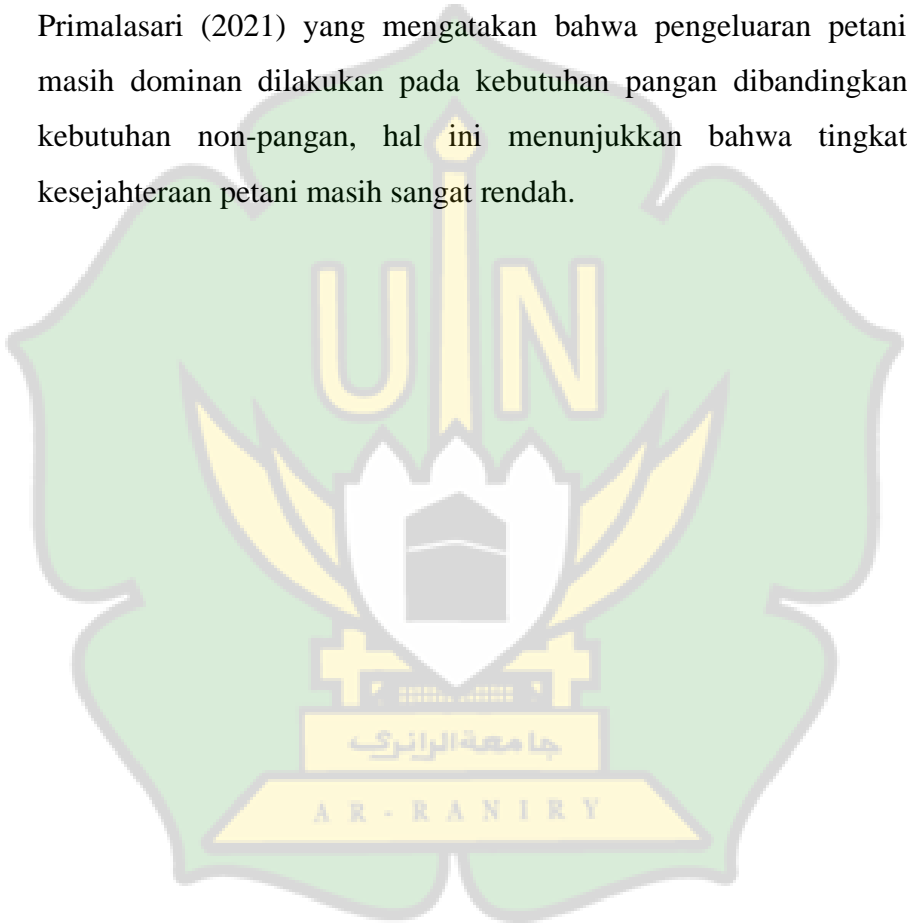 Primalasari (2021) yang mengatakan bahwa pengeluaran petani
masih dominan dilakukan pada kebutuhan pangan dibandingkan
kebutuhan non-pangan, hal ini menunjukkan bahwa tingkat
kesejahteraan petani masih sangat rendah.
UIN
جامعة الرانري
AR-RANIRY